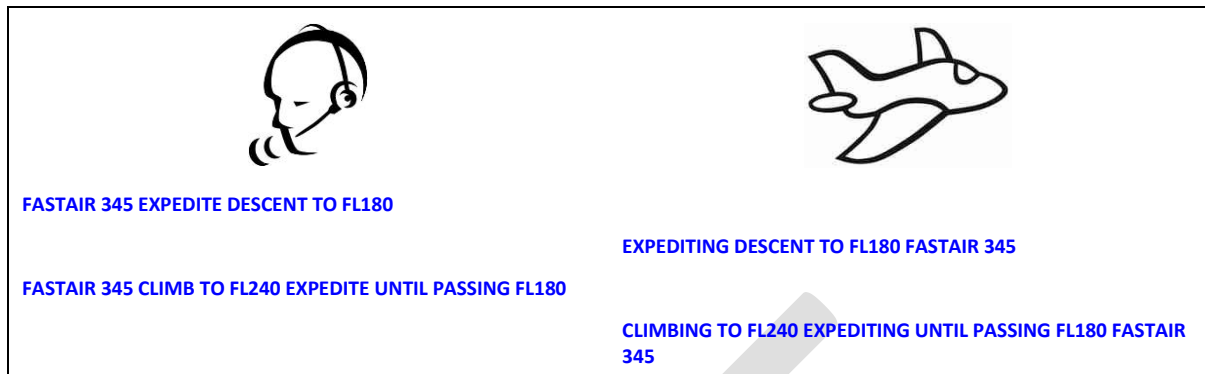 FASTAIR 345 EXPEDITE DESCENT TO FL180
EXPEDITING DESCENT TO FL180 FASTAIR 345
FASTAIR 345 CLIMB TO FL240 EXPEDITE UNTIL PASSING FL180
CLIMBING TO FL240 EXPEDITING UNTIL PASSING FL180 FASTAIR
345